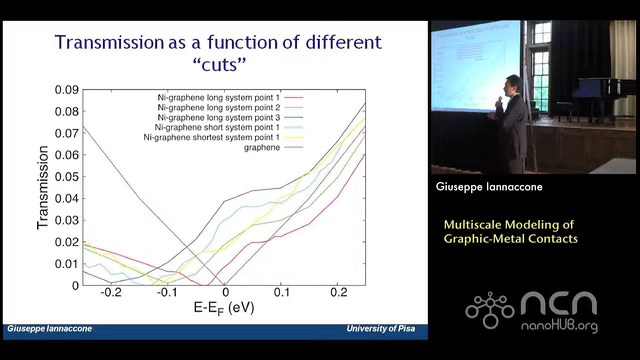 Transmission as a function of different
“cuts”
0.09
0.08
0.07
0.06
0.05
0.04
0.03
0.02
0.01
0
Transmission
Ni-graphene long system point 1
Ni-graphene long system point 2
Ni-graphene long system point 3
Ni-graphene short system point 1
Ni-graphene shortest system point 1
graphene
-0.2
-0.1
0
0.1
0.2
E-EF (eV)
Giuseppe Iannaccone
University of Pisa
Giuseppe Iannaccone
Multiscale Modeling of
Graphic-Metal Contacts
ncn
nanoHUB.org